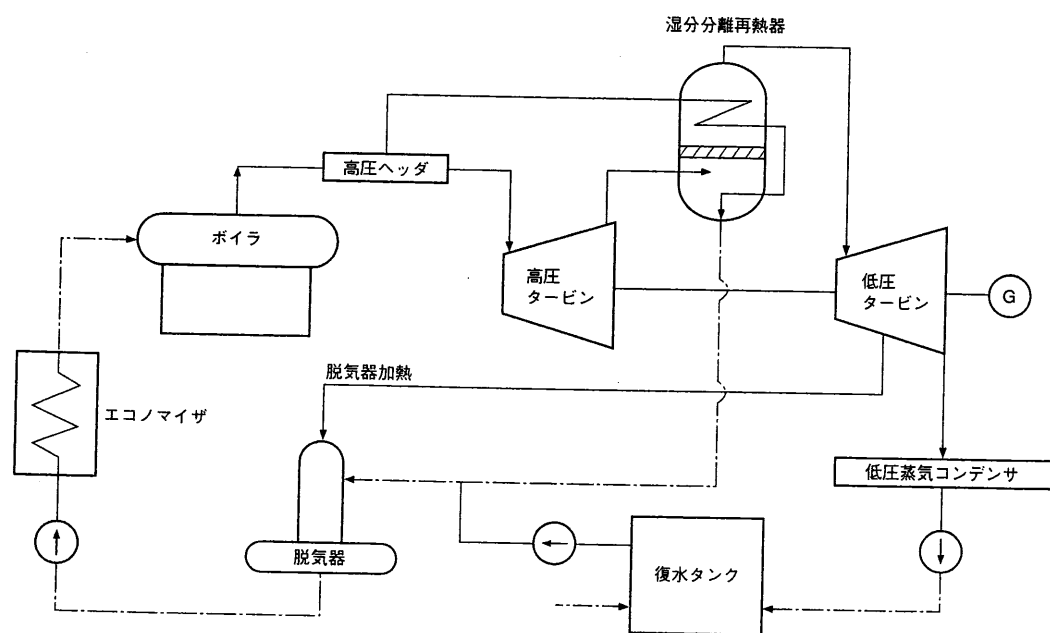 湿分分離再熱器
高圧ヘッダ
ボイラ
高圧
タービン
低圧
タービン
G
脱気器加熱
エコノマイザ
低圧蒸気コンデンサ
脱気器
復水タンク